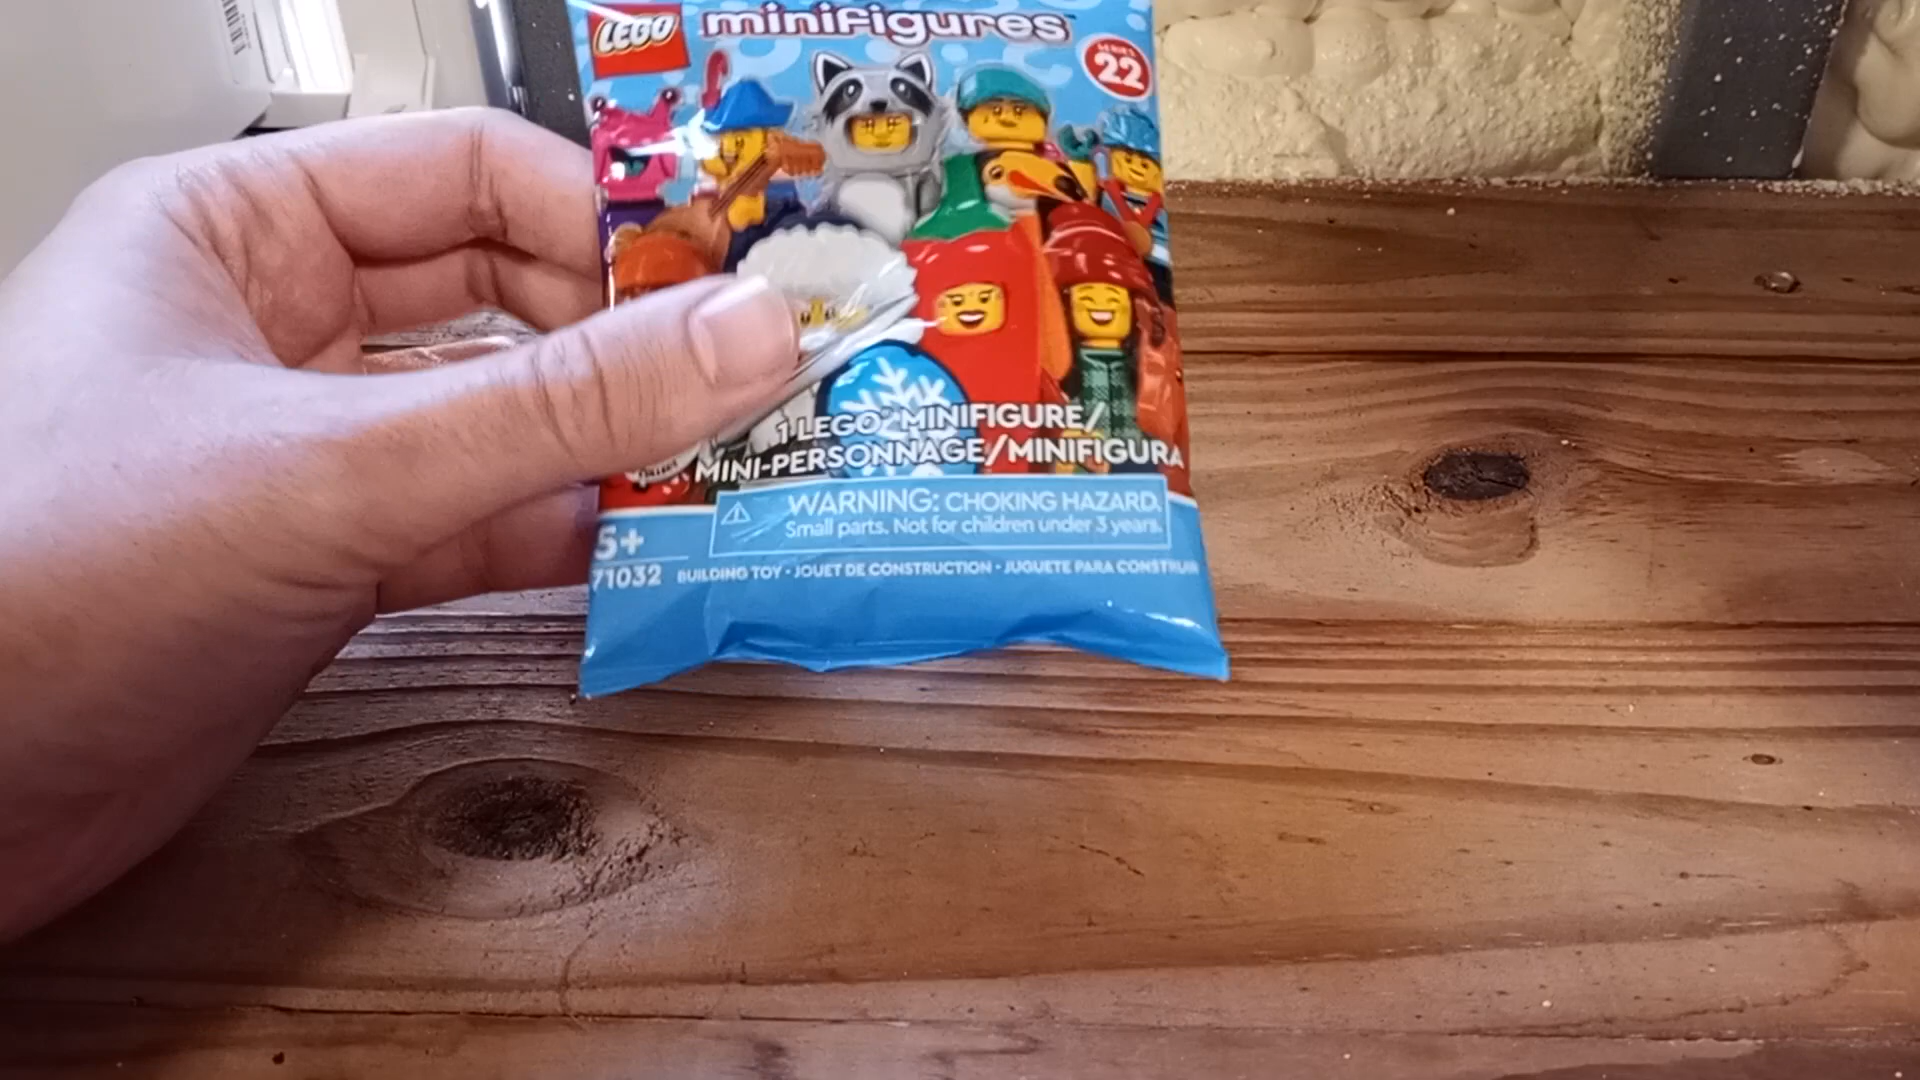 LEGO minifigures
SERIES
22
1 LEGO® MINIFIGURE/
MINI-PERSONNAGE/MINIFIGURA
WARNING: CHOKING HAZARD.
Small parts. Not for children under 3 years.
5+
71032 BUILDING TOY · JOUET DE CONSTRUCTION · JUGUETE PARA CONSTRUIR